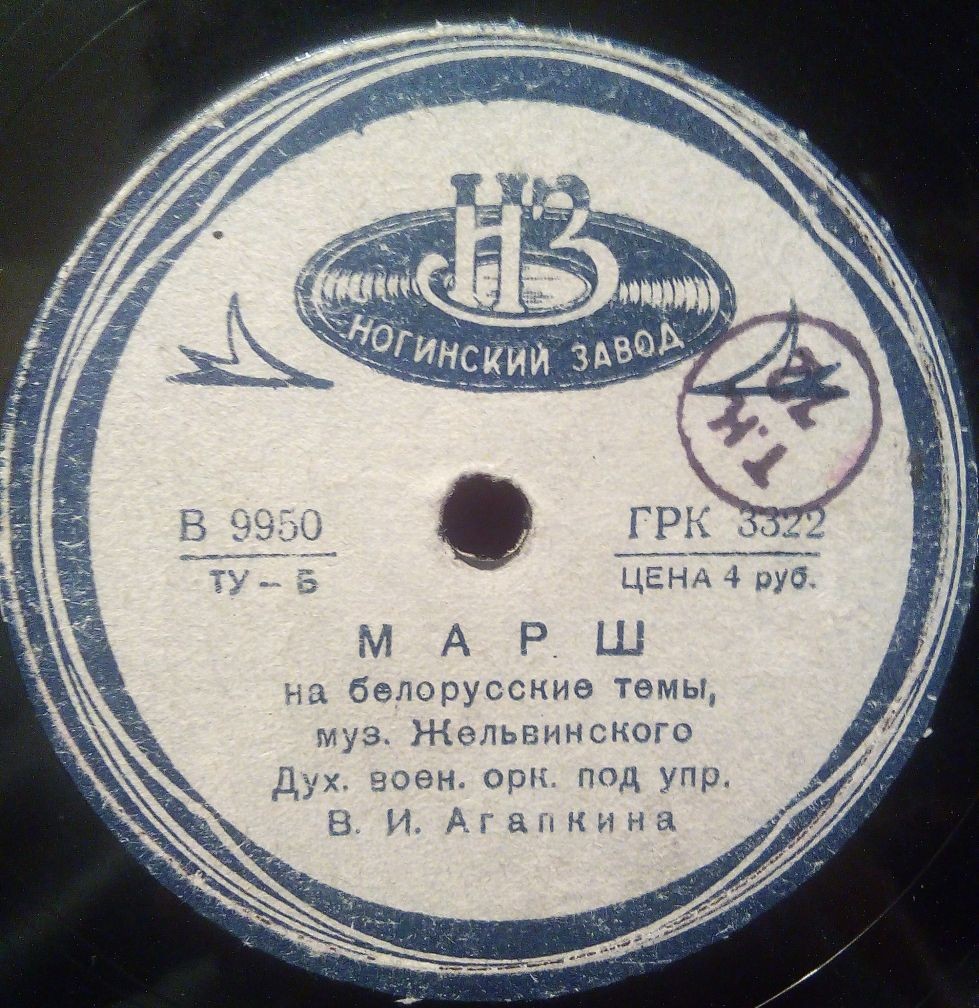 НЗ
НОГИНСКИЙ ЗАВОД
Т.К.
В 9950
ТУ – Б
ГРК 3322
ЦЕНА 4 руб.
МАРШ
на белорусские темы,
муз. Жельвинского
Дух. воен. орк. под упр.
В. И. Агапкина